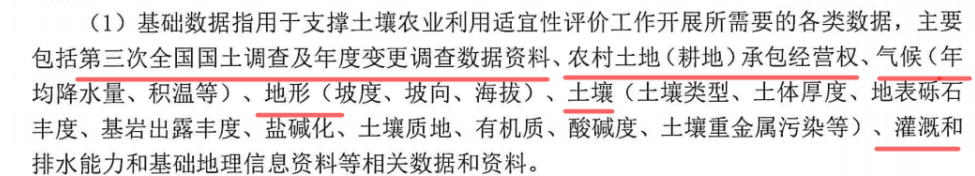 （1）基础数据指用于支撑土壤农业利用适宜性评价工作开展所需要的各类数据，主要
包括第三次全国国土调查及年度变更调查数据资料、农村土地（耕地）承包经营权、气候（年
均降水量、积温等）、地形（坡度、坡向、海拔）、土壤（土壤类型、土体厚度、地表砾石
丰度、基岩出露丰度、盐碱化、土壤质地、有机质、酸碱度、土壤重金属污染等）、灌溉和
排水能力和基础地理信息资料等相关数据和资料。